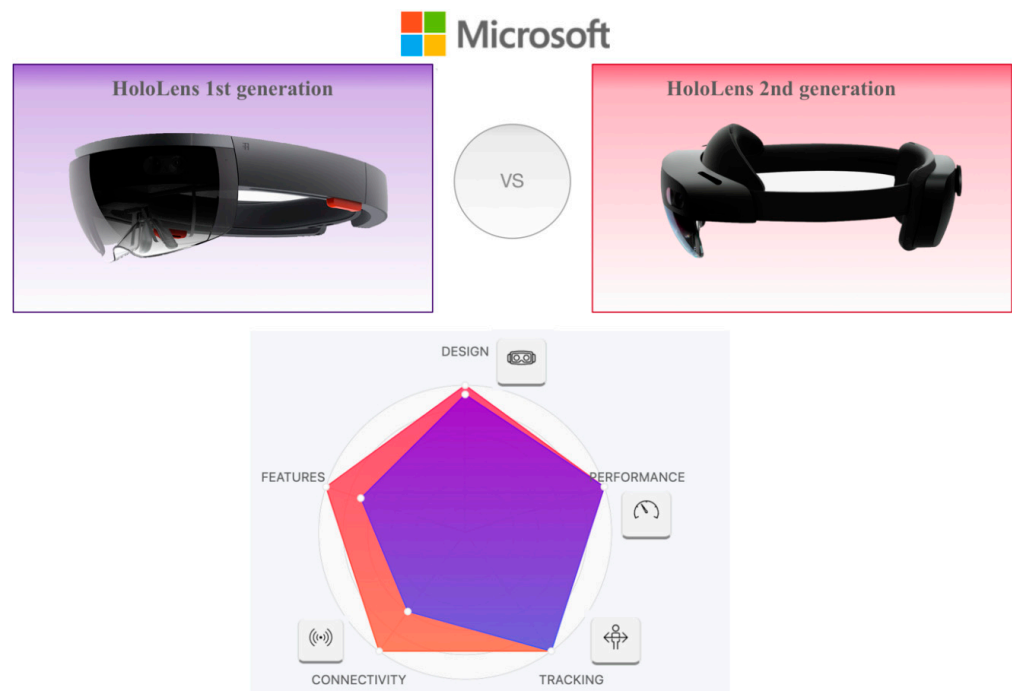 Microsoft
HoloLens 1st generation
HoloLens 2nd generation
VS
DESIGN
FEATURES
PERFORMANCE
CONNECTIVITY
TRACKING